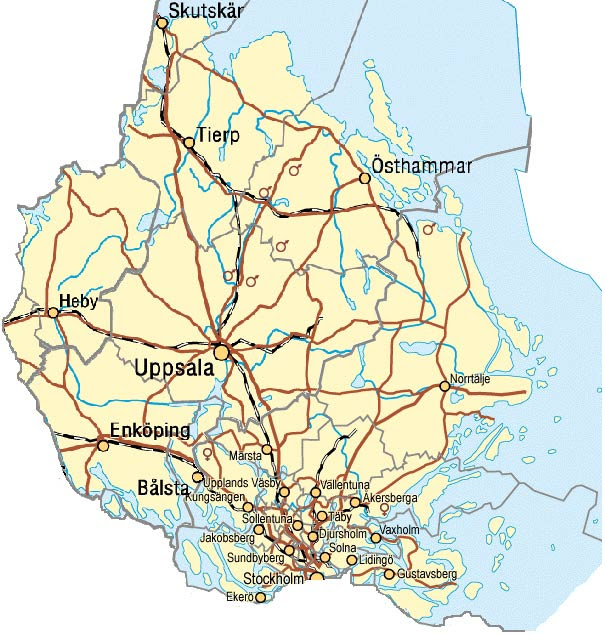 Skutskär
Tierp
Östhammar
Heby
Uppsala
Norrtälje
Enköping
Märsta
Bålsta
Upplands Väsby
Vällentuna
Kungsängen
Åkersberga
Sollentuna
Täby
Jakobsberg
Djursholm
Vaxholm
Sundbyberg
Solna
Lidingö
Stockholm
Gustavsberg
Ekerö